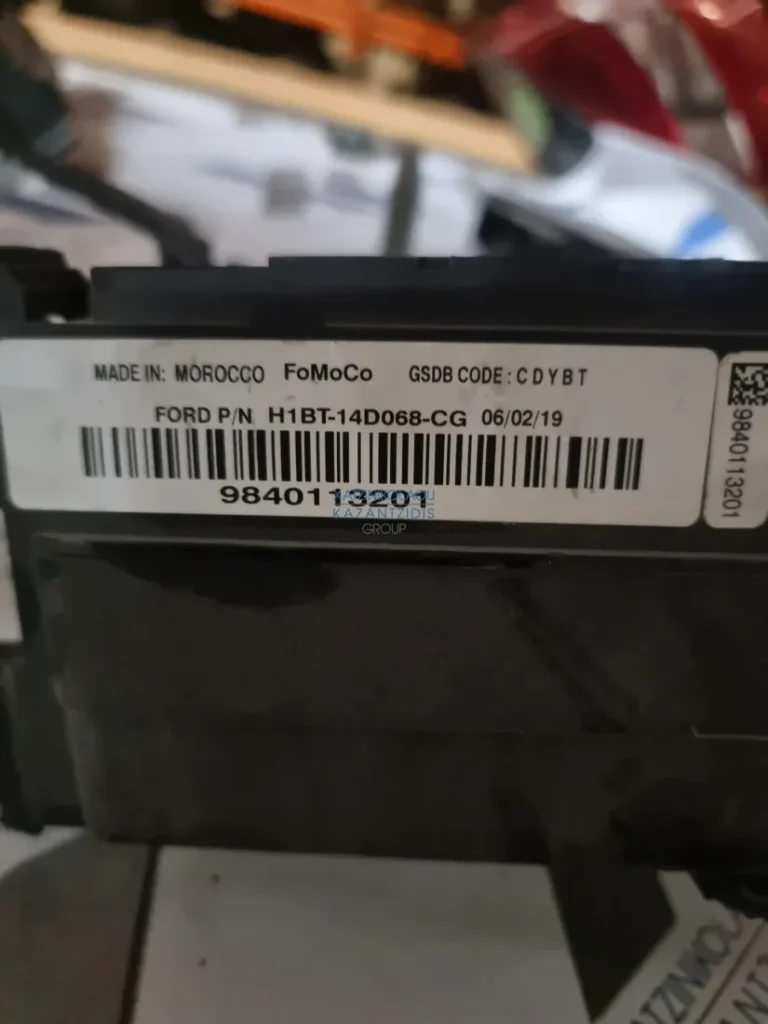 MADE IN: MOROCCO FoMoCo GSDB CODE: CDYBT
FORD P/N H1BT-14D068-CG 06/02/19
9840113201
KAZANTZIDIS
GROUP
9840113201